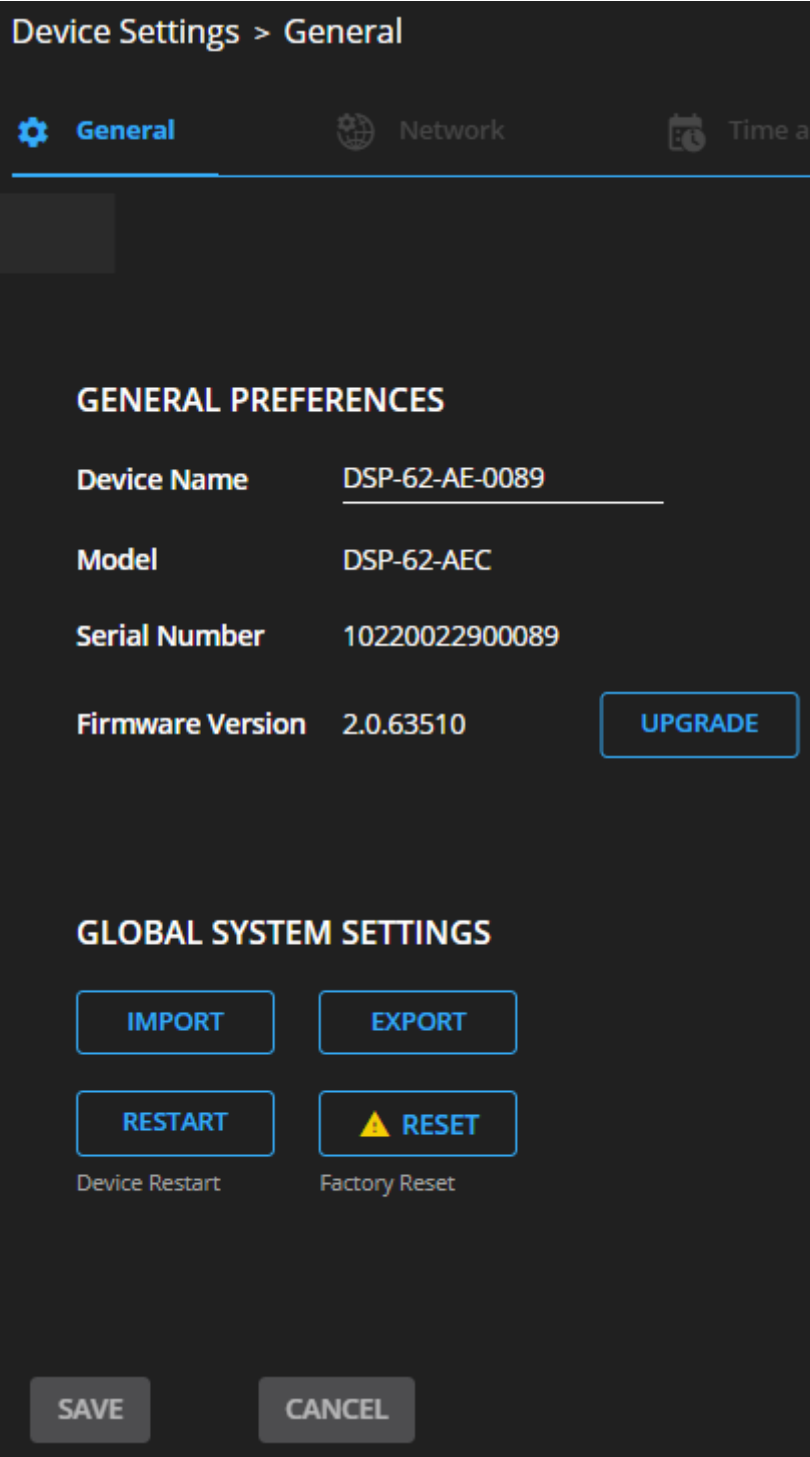 Device Settings > General
General Network Time a
GENERAL PREFERENCES
Device Name DSP-62-AE-0089
Model DSP-62-AEC
Serial Number 10220022900089
Firmware Version 2.0.63510 UPGRADE
GLOBAL SYSTEM SETTINGS
IMPORT EXPORT
RESTART RESET
Device Restart Factory Reset
SAVE CANCEL